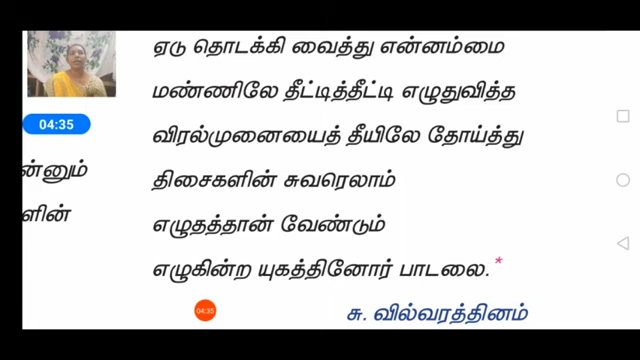 ஏடு தொடக்கி வைத்து என்னம்மை
மண்ணிலே தீட்டித்தீட்டி எழுதுவித்த
04:35
விரல்முனையைத் தீயிலே தோய்த்து
ன்னும்
திசைகளின் சுவரெலாம்
ளின்
எழுதத்தான் வேண்டும்
எழுகின்ற யுகத்தினோர் பாடலை.*
04:35
சு. வில்வரத்தினம்